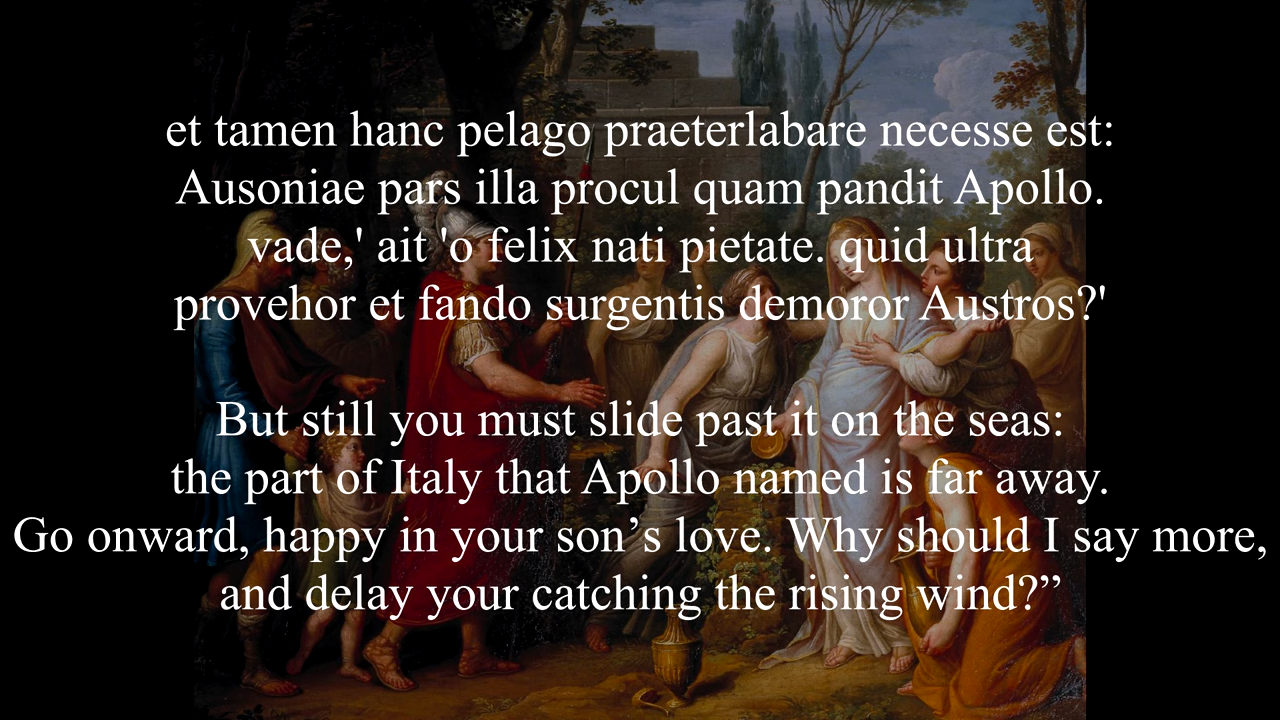 et tamen hanc pelago praeterlabare necesse est:
Ausoniae pars illa procul quam pandit Apollo.
vade,' ait 'o felix nati pietate. quid ultra
provehor et fando surgentis demoror Austros?'
But still you must slide past it on the seas:
the part of Italy that Apollo named is far away.
Go onward, happy in your son’s love. Why should I say more,
and delay your catching the rising wind?”